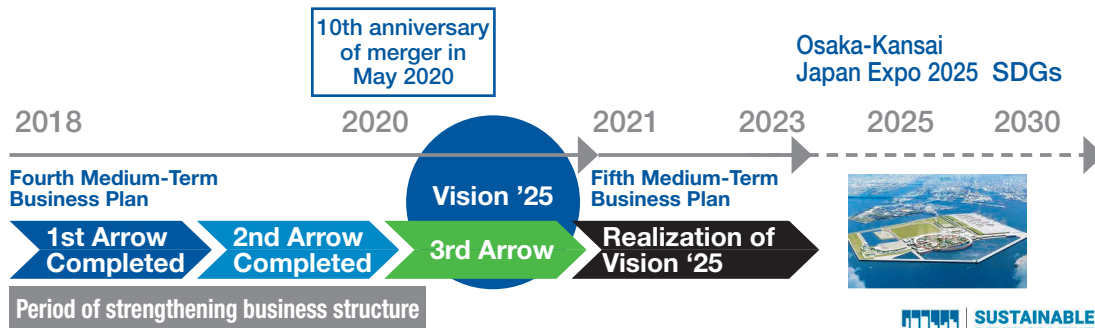 10th anniversary
of merger in
May 2020
Osaka-Kansai
Japan Expo 2025 SDGs
2018
2020
2021
2023
2025
2030
Fourth Medium-Term
Business Plan
Vision ’25
Fifth Medium-Term
Business Plan
1st Arrow
Completed
2nd Arrow
Completed
3rd Arrow
Realization of
Vision ‘25
Period of strengthening business structure
SUSTAINABLE